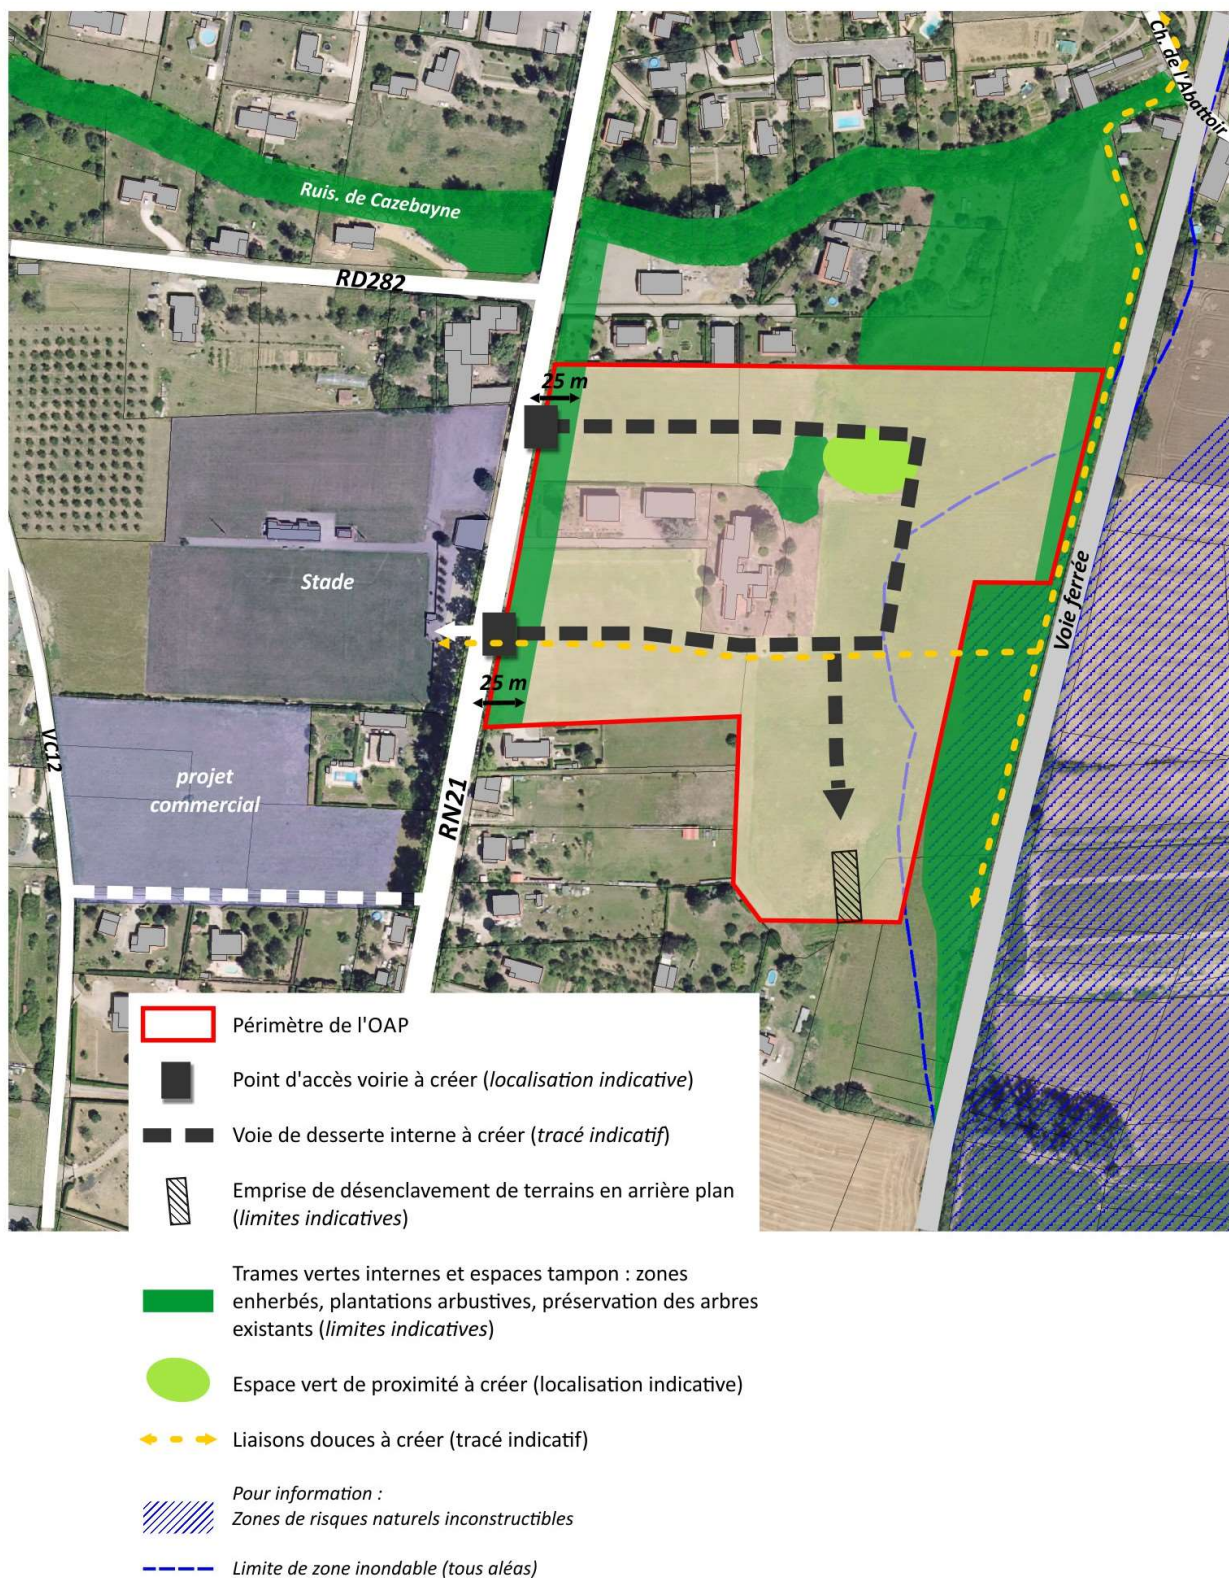 Ch. de l'Abattoir
Ruis. de Cazebayne
RD282
25 m
Stade
Voie ferrée
25 m
VC12
projet
commercial
RN21
Périmètre de l'OAP
Point d'accès voirie à créer (localisation indicative)
Voie de desserte interne à créer (tracé indicatif)
Emprise de désenclavement de terrains en arrière plan
(limites indicatives)
Trames vertes internes et espaces tampon : zones
enherbés, plantations arbustives, préservation des arbres
existants (limites indicatives)
Espace vert de proximité à créer (localisation indicative)
Liaisons douces à créer (tracé indicatif)
Pour information :
Zones de risques naturels inconstructibles
Limite de zone inondable (tous aléas)